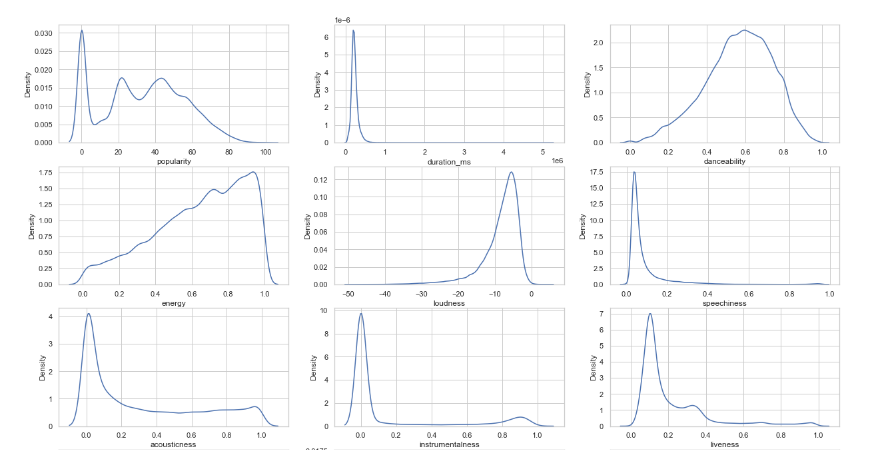 1e−6
0.030
0.025
0.020
0.015
0.010
0.005
0.000
Density
0 20 40 60 80 100
popularity
6
5
4
3
2
1
0
Density
0 1 2 3 4 5
duration_ms
1e6
2.0
1.5
1.0
0.5
0.0
Density
0.0 0.2 0.4 0.6 0.8 1.0
danceability
1.75
1.50
1.25
1.00
0.75
0.50
0.25
0.00
Density
0.0 0.2 0.4 0.6 0.8 1.0
energy
0.12
0.10
0.08
0.06
0.04
0.02
0.00
Density
−50 −40 −30 −20 −10 0
loudness
17.5
15.0
12.5
10.0
7.5
5.0
2.5
0.0
Density
0.0 0.2 0.4 0.6 0.8 1.0
speechiness
4
3
2
1
0
Density
0.0 0.2 0.4 0.6 0.8 1.0
acousticness
10
8
6
4
2
0
Density
0.0 0.2 0.4 0.6 0.8 1.0
instrumentalness
7
6
5
4
3
2
1
0
Density
0.0 0.2 0.4 0.6 0.8 1.0
liveness